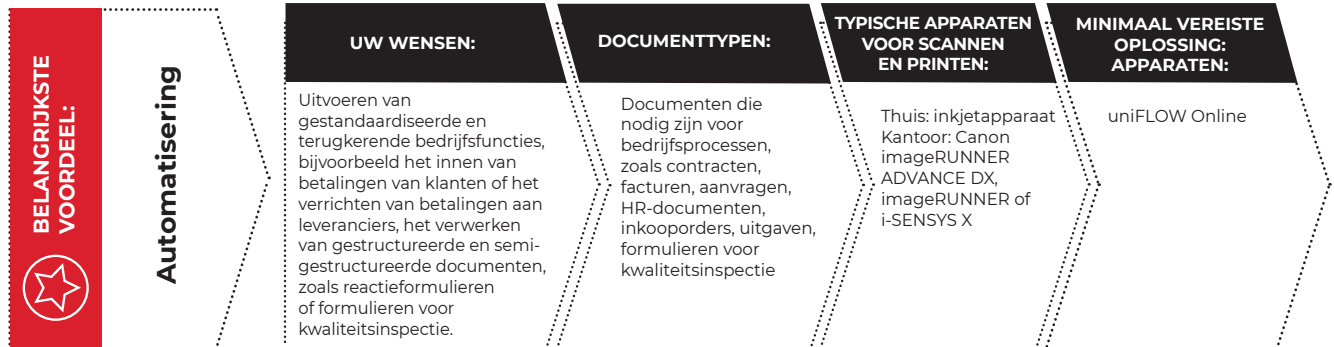 BELANGRIJKSTE
VOORDEEL:
Automatisering
UW WENSEN:
Uitvoeren van
gestandaardiseerde en
terugkerende bedrijfsfuncties,
bijvoorbeeld het innen van
betalingen van klanten of het
verrichten van betalingen aan
leveranciers, het verwerken
van gestructureerde en semi-
gestructureerde documenten,
zoals reactieformulieren
of formulieren voor
kwaliteitsinspectie.
DOCUMENTTYPEN:
Documenten die
nodig zijn voor
bedrijfsprocessen,
zoals contracten,
facturen, aanvragen,
HR-documenten,
inkooporders, uitgaven,
formulieren voor
kwaliteitsinspectie
TYPISCHE APPARATEN
VOOR SCANNEN
EN PRINTEN:
Thuis: inkjetapparaat
Kantoor: Canon
imageRUNNER
ADVANCE DX,
imageRUNNER of
i-SENSYS X
MINIMAAL VEREISTE
OPLOSSING:
APPARATEN:
uniFLOW Online